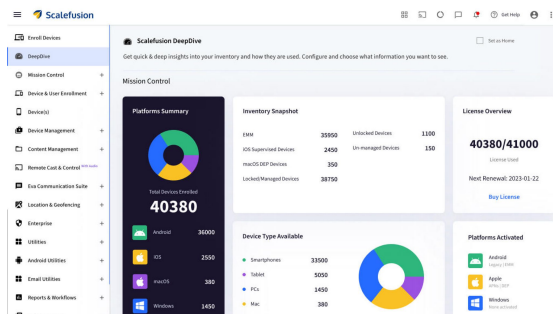 Scalefusion
Get Help
Enroll Devices
DeepDive
Mission Control
Device & User Enrollment
Device(s)
Device Management
Content Management
Remote Cast & Control
Eva Communication Suite
Location & Geofencing
Enterprise
Utilities
Android Utilities
Email Utilities
Reports & Workflows
Scalefusion DeepDive
Set as Home
Get quick & deep insights into your inventory and how they are used. Configure and choose what information you want to see.
Mission Control
Platforms Summary
Total Devices Enrolled
40380
Android 36000
iOS 2550
macOS 380
Windows 1450
Inventory Snapshot
EMM 35950
iOS Supervised Devices 2450
macOS DEP Devices 350
Locked/Managed Devices 38750
Unlocked Devices 1100
Un-managed Devices 150
License Overview
40380/41000
License Used
Next Renewal: 2023-01-22
Buy License
Device Type Available
Smartphones 33500
Tablet 5050
PCs 1450
Mac 380
Platforms Activated
Android
Apple
Windows